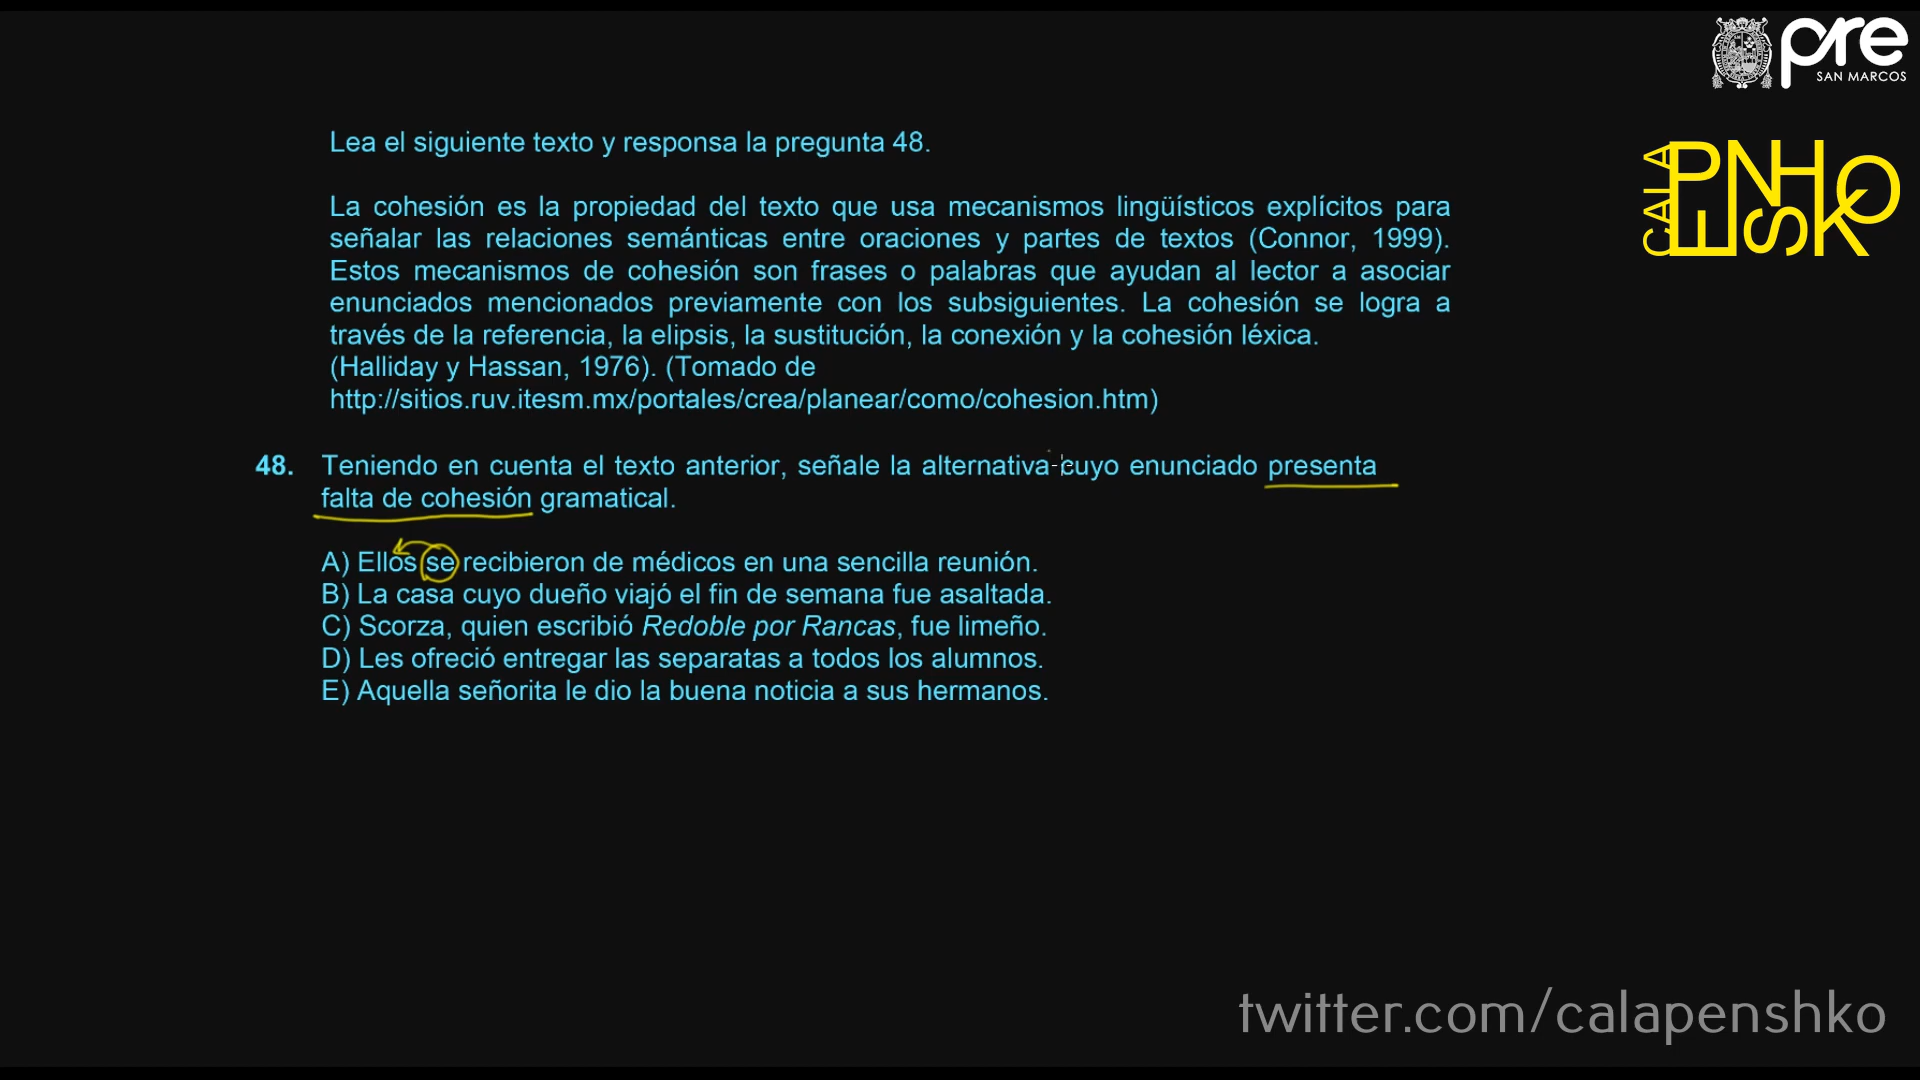 pre
SAN MARCOS
CALA
PENSHKO
Lea el siguiente texto y responsa la pregunta 48.
La cohesión es la propiedad del texto que usa mecanismos lingüísticos explícitos para
señalar las relaciones semánticas entre oraciones y partes de textos (Connor, 1999).
Estos mecanismos de cohesión son frases o palabras que ayudan al lector a asociar
enunciados mencionados previamente con los subsiguientes. La cohesión se logra a
través de la referencia, la elipsis, la sustitución, la conexión y la cohesión léxica.
(Halliday y Hassan, 1976). (Tomado de
http://sitios.ruv.itesm.mx/portales/crea/planear/como/cohesion.htm)
48. Teniendo en cuenta el texto anterior, señale la alternativa cuyo enunciado presenta
falta de cohesión gramatical.
A) Ellos se recibieron de médicos en una sencilla reunión.
B) La casa cuyo dueño viajó el fin de semana fue asaltada.
C) Scorza, quien escribió Redoble por Rancas, fue limeño.
D) Les ofreció entregar las separatas a todos los alumnos.
E) Aquella señorita le dio la buena noticia a sus hermanos.
twitter.com/calapenshko